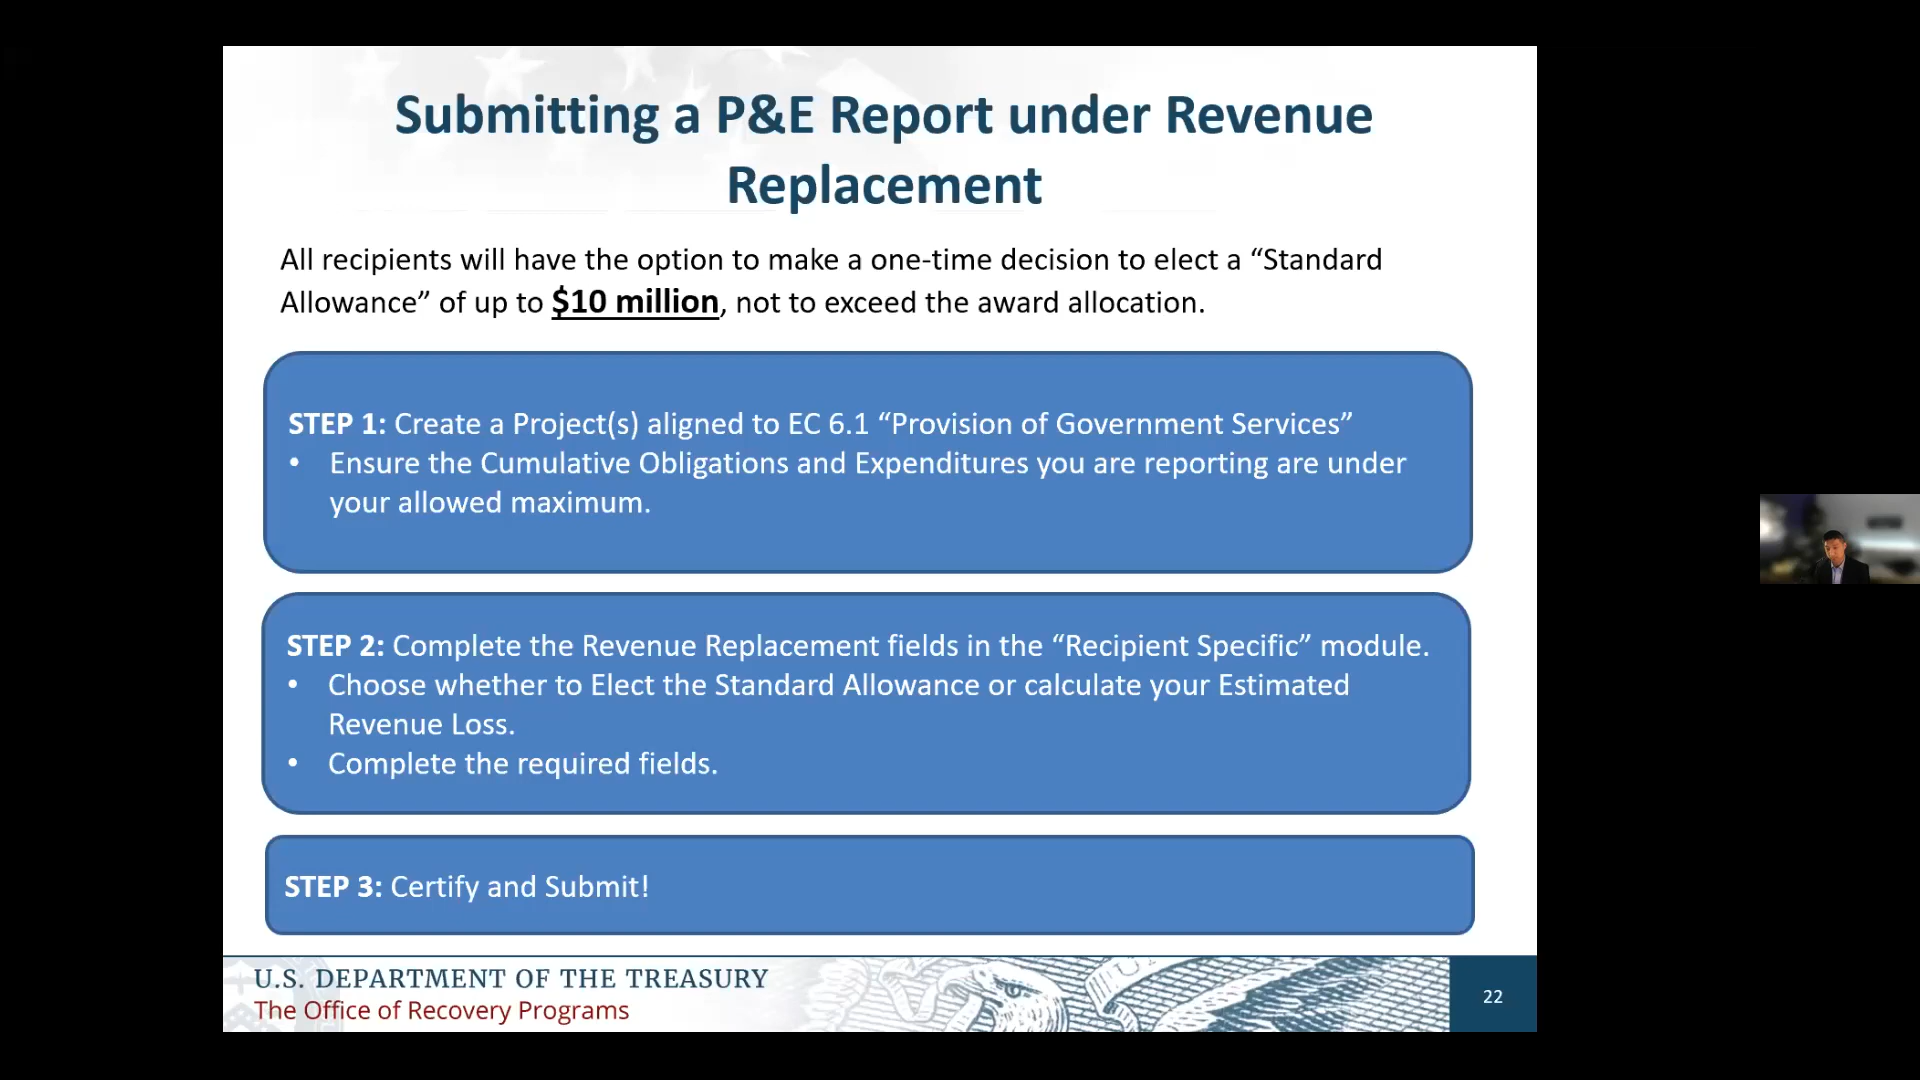 Submitting a P&E Report under Revenue
Replacement
All recipients will have the option to make a one-time decision to elect a “Standard
Allowance” of up to $10 million, not to exceed the award allocation.
STEP 1: Create a Project(s) aligned to EC 6.1 “Provision of Government Services”
• Ensure the Cumulative Obligations and Expenditures you are reporting are under
your allowed maximum.
STEP 2: Complete the Revenue Replacement fields in the “Recipient Specific” module.
• Choose whether to Elect the Standard Allowance or calculate your Estimated
Revenue Loss.
• Complete the required fields.
STEP 3: Certify and Submit!
U.S. DEPARTMENT OF THE TREASURY
The Office of Recovery Programs
22